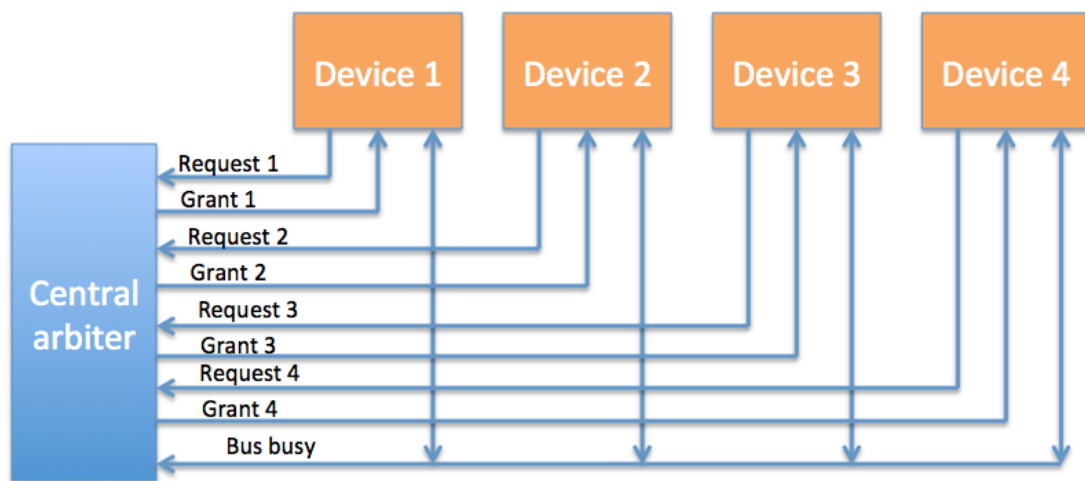 Device 1
Device 2
Device 3
Device 4
Request 1
Grant 1
Request 2
Grant 2
Central
arbiter
Request 3
Grant 3
Request 4
Grant 4
Bus busy